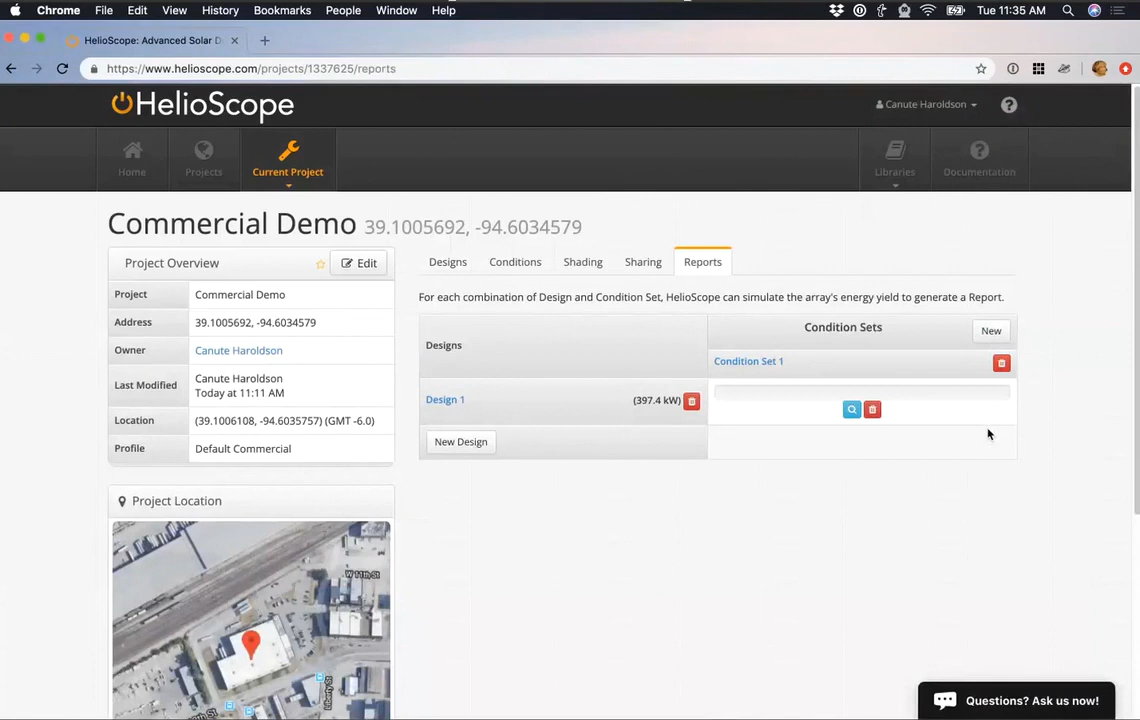 Chrome File Edit View History Bookmarks People Window Help Tue 11:35 AM
HelioScope: Advanced Solar D
https://www.helioscope.com/projects/1337625/reports
HelioScope
Canute Haroldson
Home
Projects
Current Project
Libraries
Documentation
Commercial Demo 39.1005692, -94.6034579
Project Overview
Edit
Project Commercial Demo
Address 39.1005692, -94.6034579
Owner Canute Haroldson
Last Modified Canute Haroldson
Today at 11:11 AM
Location (39.1006108, -94.6035757) (GMT -6.0)
Profile Default Commercial
Project Location
W 11th St
Liberty St
Designs Conditions Shading Sharing Reports
For each combination of Design and Condition Set, HelioScope can simulate the array's energy yield to generate a Report.
Designs
Condition Sets
New
Condition Set 1
Design 1 (397.4 kW)
New Design
Questions? Ask us now!